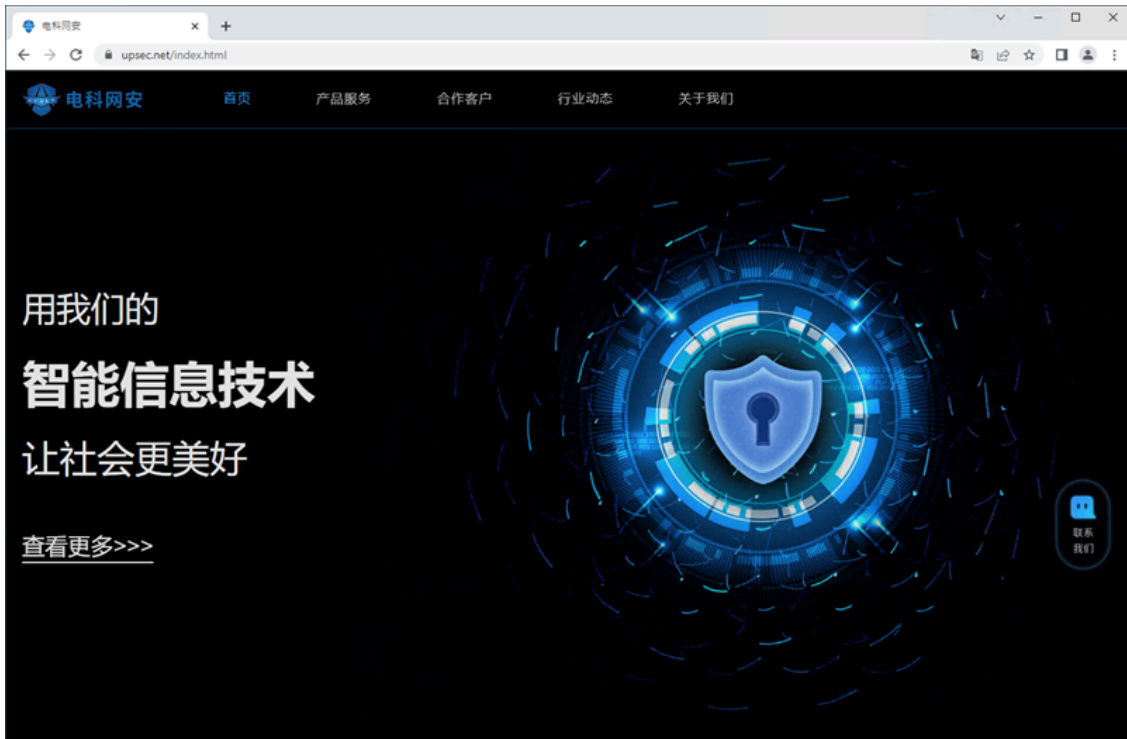 电科网安
upsec.net/index.html
电科网安
首页 产品服务 合作客户 行业动态 关于我们
用我们的
智能信息技术
让社会更美好
查看更多>>>
联系
我们